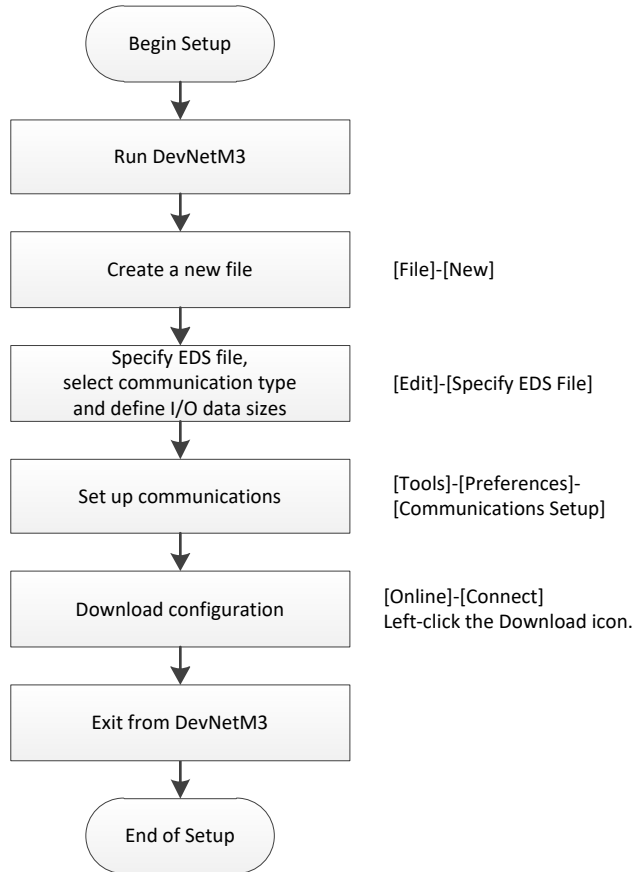 Begin Setup
Run DevNetM3
Create a new file
[File]-[New]
Specify EDS file,
select communication type
and define I/O data sizes
[Edit]-[Specify EDS File]
Set up communications
[Tools]-[Preferences]-
[Communications Setup]
Download configuration
[Online]-[Connect]
Left-click the Download icon.
Exit from DevNetM3
End of Setup